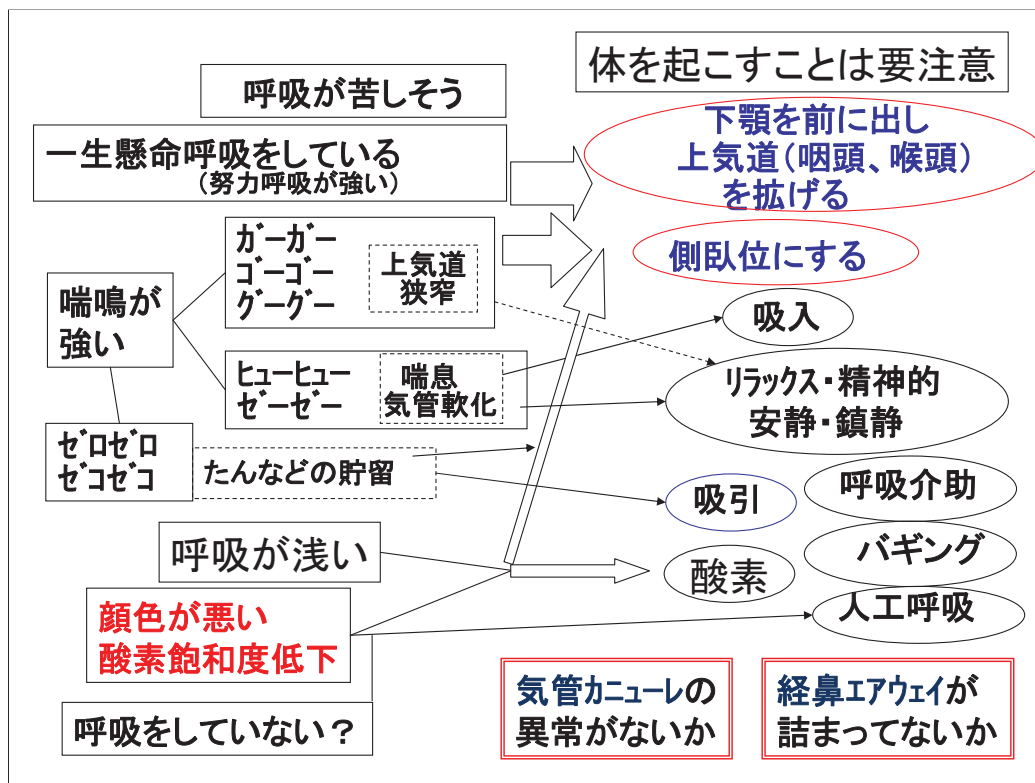 体を起こすことは要注意
呼吸が苦しそう
一生懸命呼吸をしている
(努力呼吸が強い)
下顎を前に出し
上気道(咽頭、喉頭)
を拡げる
ｶﾞｰｶﾞｰ
ｺﾞｰｺﾞｰ
ｸﾞｰｸﾞｰ
上気道
狭窄
側臥位にする
喘鳴が
強い
吸入
ﾋｭｰﾋｭｰ
ｾﾞｰｾﾞｰ
喘息
気管軟化
ﾘﾗｯｸｽ・精神的
安静・鎮静
ｾﾞﾛｾﾞﾛ
ｾﾞｺｾﾞｺ
たんなどの貯留
吸引
呼吸介助
呼吸が浅い
酸素
バギング
顔色が悪い
酸素飽和度低下
人工呼吸
呼吸をしていない？
気管ｶﾆｭｰﾚの
異常がないか
経鼻ｴｱｳｪｲが
詰まってないか